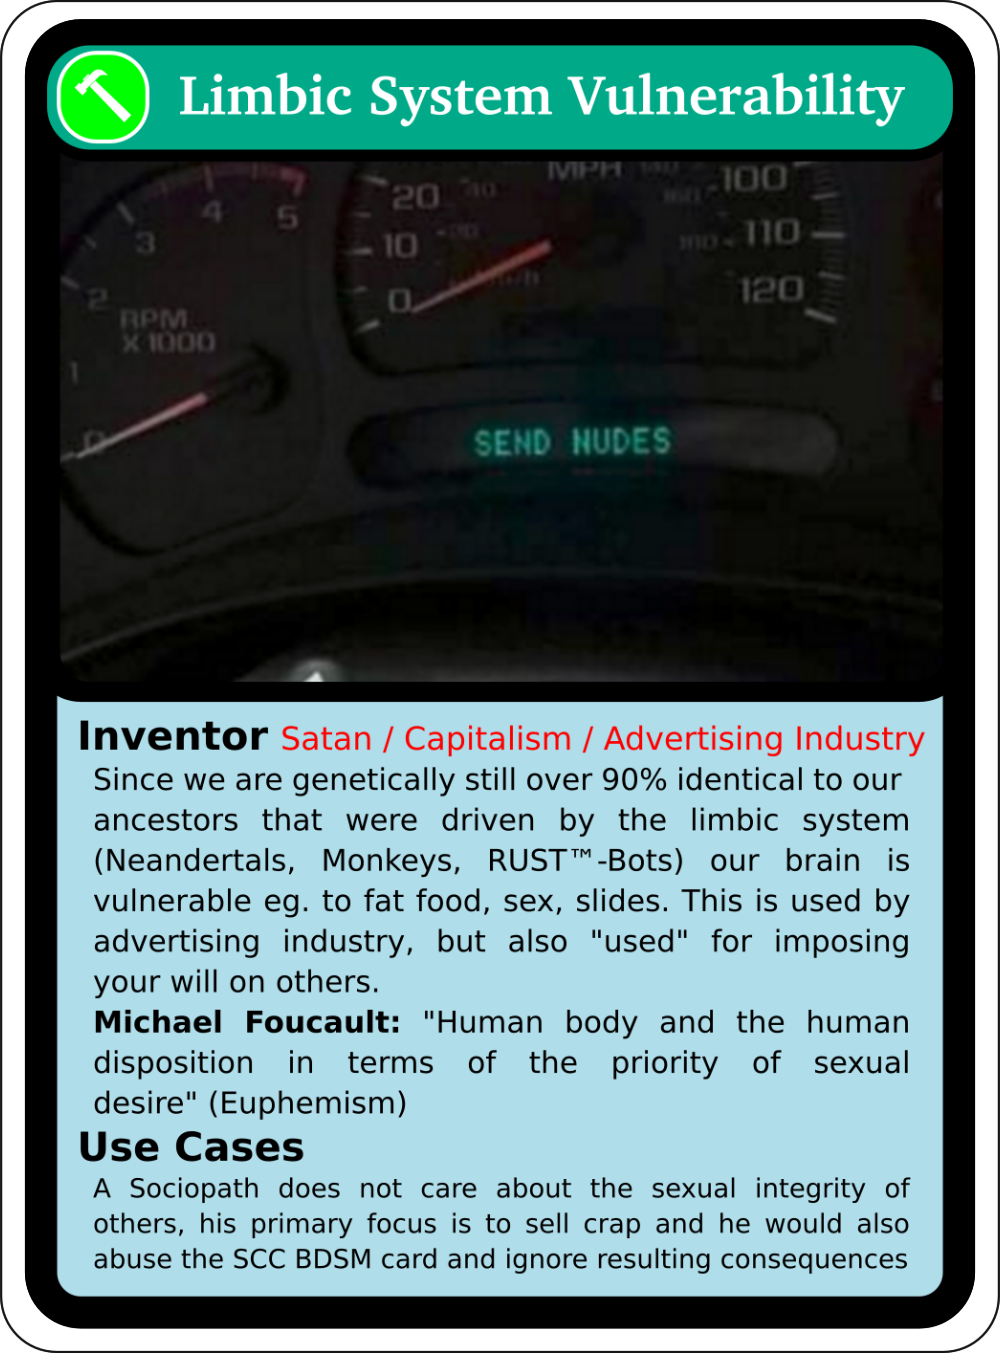 Limbic System Vulnerability
MPH
20
40
100
160
4
5
3
10
20
180
110
0
km/h
120
2
RPM
X 1000
1
0
SEND NUDES
Inventor Satan / Capitalism / Advertising Industry
Since we are genetically still over 90% identical to our
ancestors that were driven by the limbic system
(Neandertals, Monkeys, RUST™-Bots) our brain is
vulnerable eg. to fat food, sex, slides. This is used by
advertising industry, but also "used" for imposing
your will on others.
Michael Foucault: "Human body and the human
disposition in terms of the priority of sexual
desire" (Euphemism)
Use Cases
A Sociopath does not care about the sexual integrity of
others, his primary focus is to sell crap and he would also
abuse the SCC BDSM card and ignore resulting consequences